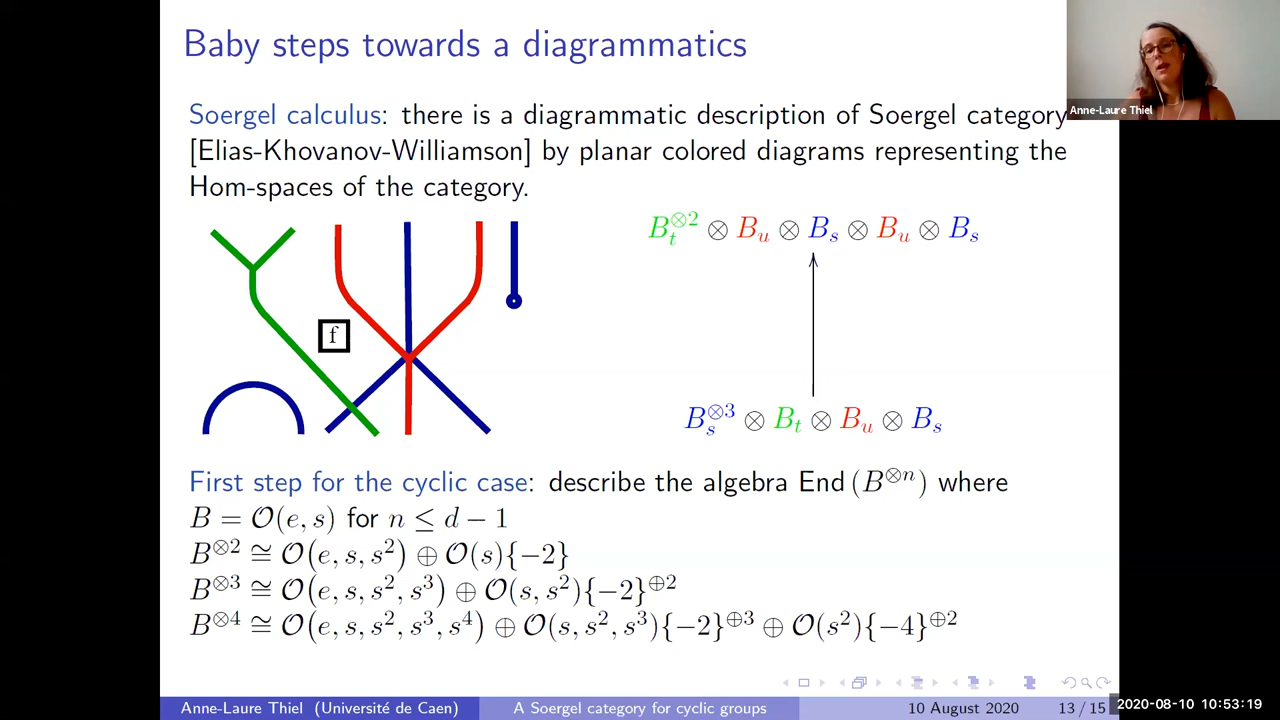 Baby steps towards a diagrammatics
Anne-Laure Thiel
Soergel calculus: there is a diagrammatic description of Soergel category
[Elias-Khovanov-Williamson] by planar colored diagrams representing the
Hom-spaces of the category.
B_t^{⊗2} ⊗ B_u ⊗ B_s ⊗ B_u ⊗ B_s
f
B_s^{⊗3} ⊗ B_t ⊗ B_u ⊗ B_s
First step for the cyclic case: describe the algebra End (B^{⊗n}) where
B = O(e, s) for n ≤ d − 1
B^{⊗2} ≅ O(e, s, s^2) ⊕ O(s){−2}
B^{⊗3} ≅ O(e, s, s^2, s^3) ⊕ O(s, s^2){−2}^{⊕2}
B^{⊗4} ≅ O(e, s, s^2, s^3, s^4) ⊕ O(s, s^2, s^3){−2}^{⊕3} ⊕ O(s^2){−4}^{⊕2}
Anne-Laure Thiel (Université de Caen) A Soergel category for cyclic groups 10 August 2020 13 / 15
2020-08-10 10:53:19